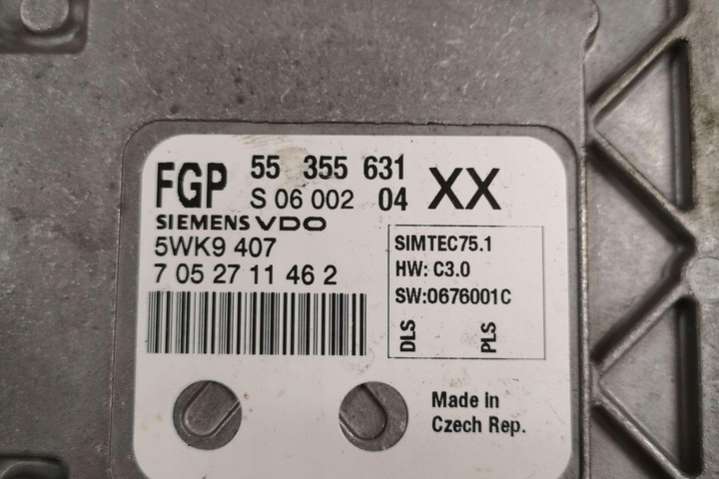 FGP 55 355 631 XX
S 06 002 04
SIEMENS VDO
5WK9 407
7 05 27 11 46 2
SIMTEC75.1
HW: C3.0
SW:0676001C
DLS PLS
Made in
Czech Rep.